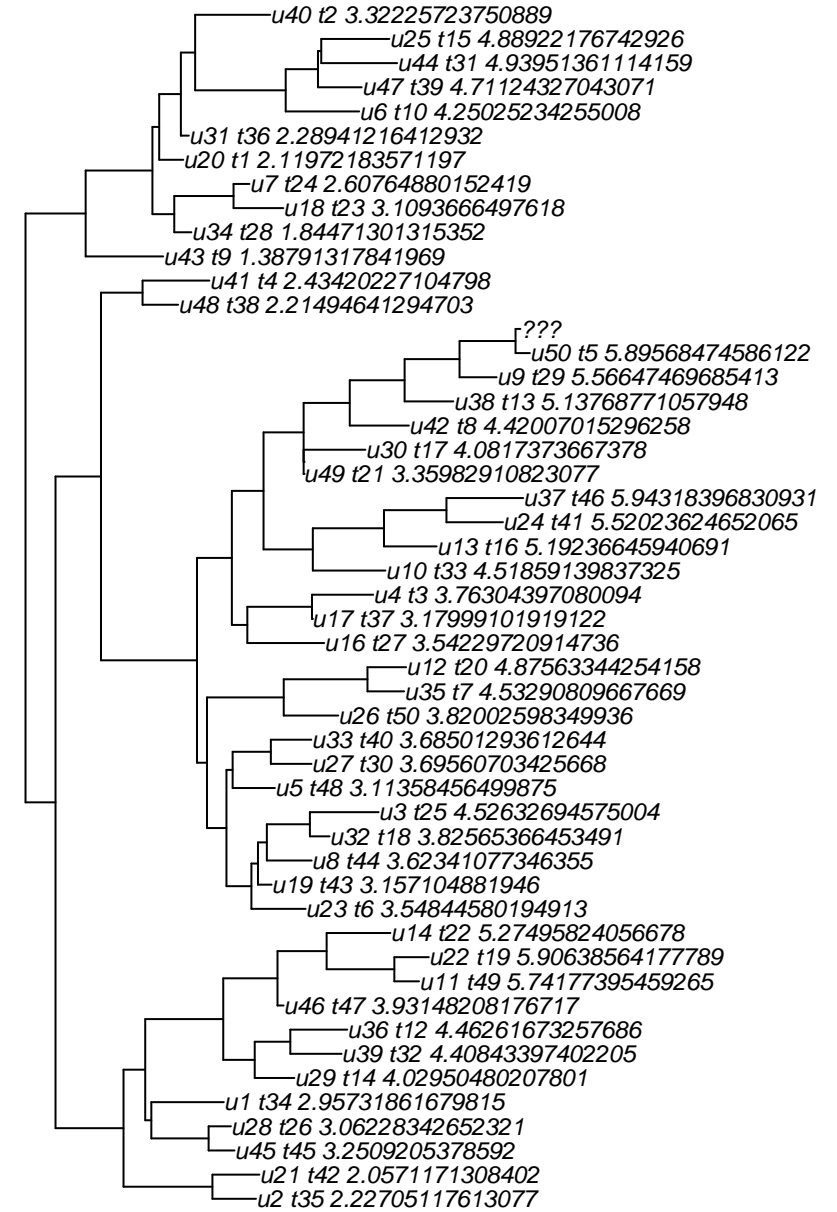 u40 t2 3.32225723750889
u25 t15 4.88922176742926
u44 t31 4.93951361114159
u47 t39 4.71124327043071
u6 t10 4.25025234255008
u31 t36 2.28941216412932
u20 t1 2.11972183571197
u7 t24 2.60764880152419
u18 t23 3.1093666497618
u34 t28 1.84471301315352
u43 t9 1.38791317841969
u41 t4 2.43420227104798
u48 t38 2.21494641294703
???
u50 t5 5.89568474586122
u9 t29 5.56647469685413
u38 t13 5.13768771057948
u42 t8 4.42007015296258
u30 t17 4.0817373667378
u49 t21 3.35982910823077
u37 t46 5.94318396830931
u24 t41 5.52023624652065
u13 t16 5.19236645940691
u10 t33 4.51859139837325
u4 t3 3.76304397080094
u17 t37 3.17999101919122
u16 t27 3.54229720914736
u12 t20 4.87563344254158
u35 t7 4.53290809667669
u26 t50 3.82002598349936
u33 t40 3.68501293612644
u27 t30 3.69560703425668
u5 t48 3.11358456499875
u3 t25 4.52632694575004
u32 t18 3.82565366453491
u8 t44 3.62341077346355
u19 t43 3.157104881946
u23 t6 3.54844580194913
u14 t22 5.27495824056678
u22 t19 5.90638564177789
u11 t49 5.74177395459265
u46 t47 3.93148208176717
u36 t12 4.46261673257686
u39 t32 4.40843397402205
u29 t14 4.02950480207801
u1 t34 2.95731861679815
u28 t26 3.06228342652321
u45 t45 3.2509205378592
u21 t42 2.0571171308402
u2 t35 2.22705117613077